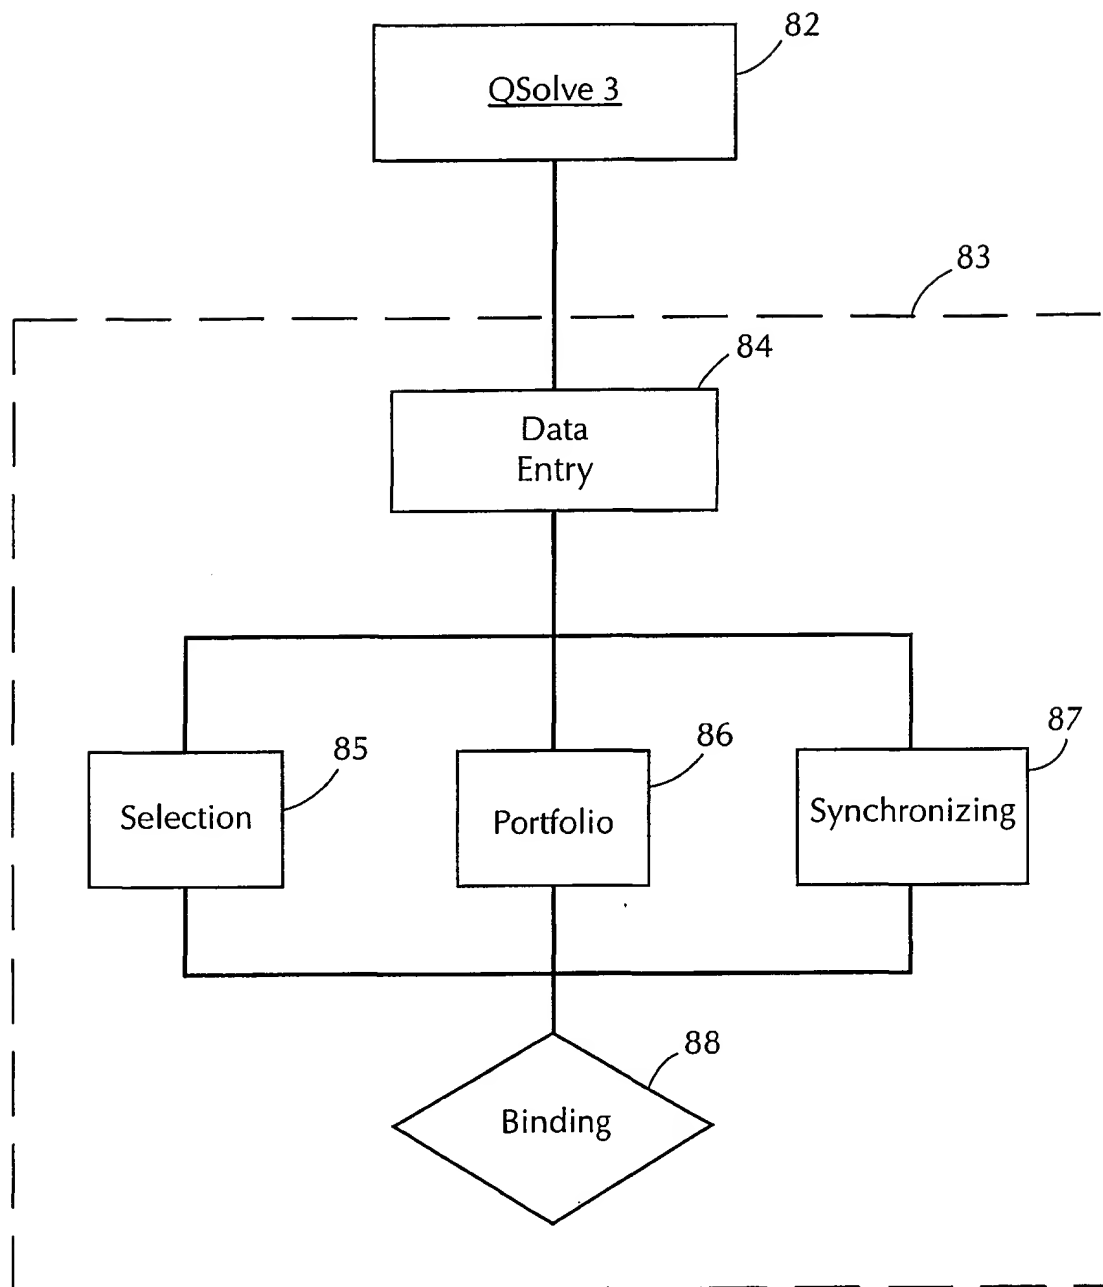 82
QSolve 3
83
84
Data
Entry
85
86
87
Selection
Portfolio
Synchronizing
88
Binding